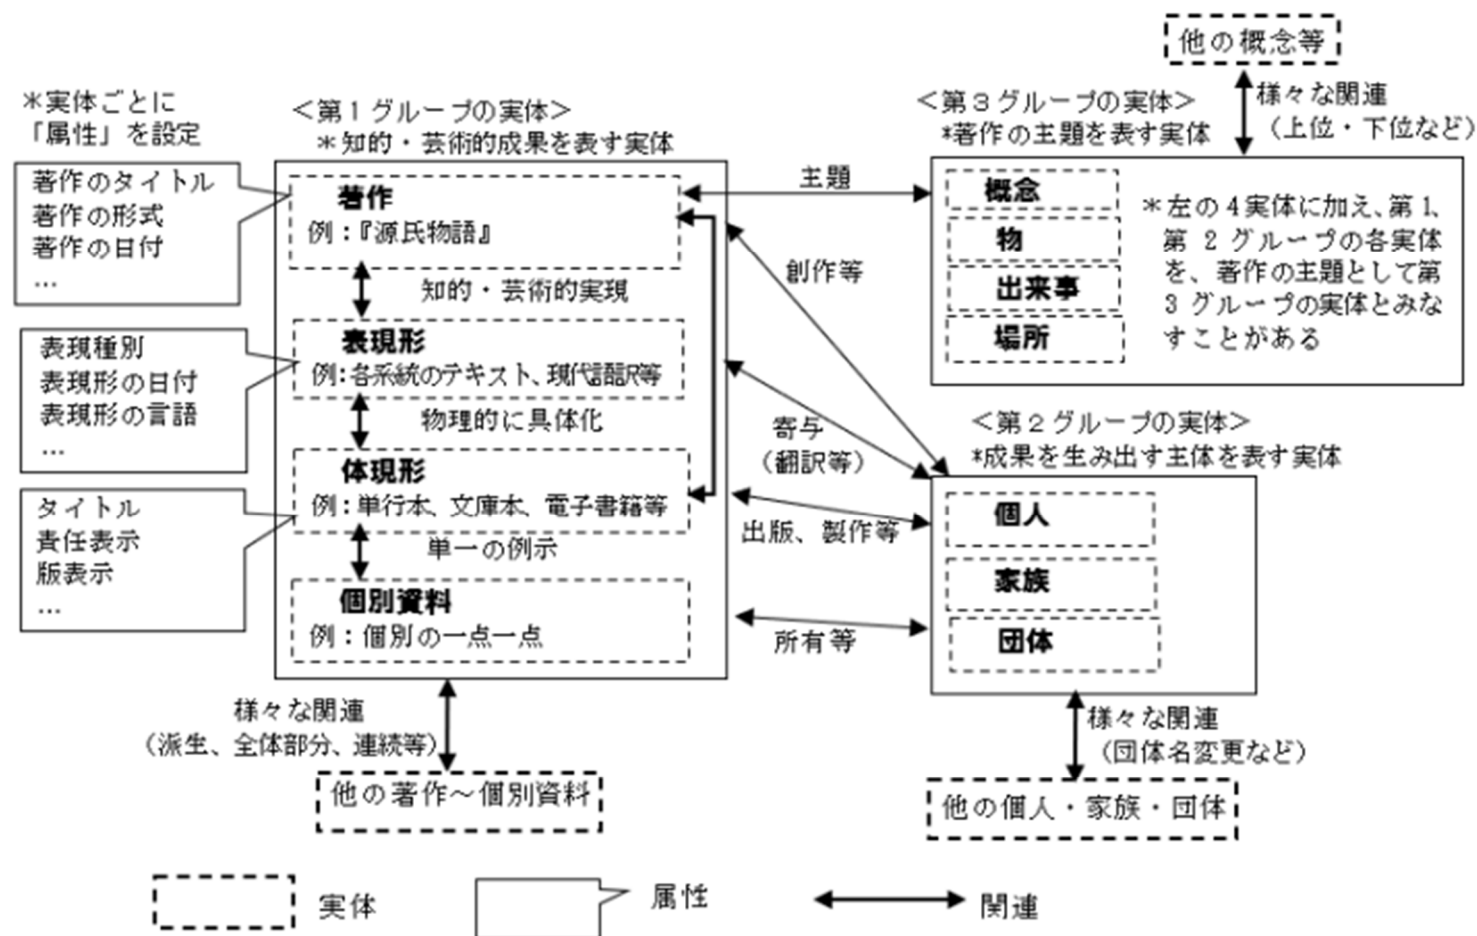 ＊実体ごとに
「属性」を設定
著作のタイトル
著作の形式
著作の日付
…
表現種別
表現形の日付
表現形の言語
…
タイトル
責任表示
版表示
…
＜第１グループの実体＞
＊知的・芸術的成果を表す実体
著作
例：『源氏物語』
知的・芸術的実現
表現形
例：各系統のテキスト、現代語訳等
物理的に具体化
体現形
例：単行本、文庫本、電子書籍等
単一の例示
個別資料
例：個別の一点一点
様々な関連
（派生、全体部分、連続等）
他の著作～個別資料
主題
創作等
寄与
（翻訳等）
出版、製作等
所有等
他の概念等
様々な関連
（上位・下位など）
＜第３グループの実体＞
*著作の主題を表す実体
概念
物
出来事
場所
＊左の４実体に加え、第１、
第２グループの各実体
を、著作の主題として第
３グループの実体とみな
すことがある
＜第２グループの実体＞
*成果を生み出す主体を表す実体
個人
家族
団体
様々な関連
（団体名変更など）
他の個人・家族・団体
実体
属性
関連